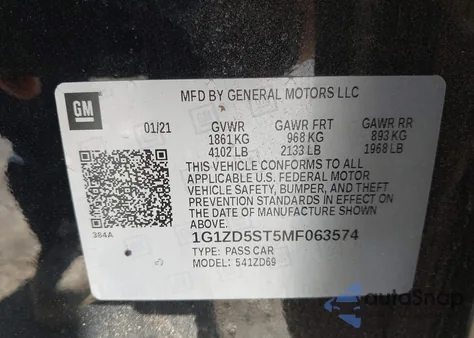 GM
MFD BY GENERAL MOTORS LLC
01/21 GVWR GAWR FRT GAWR RR
1861 KG 968 KG 893 KG
4102 LB 2133 LB 1968 LB
THIS VEHICLE CONFORMS TO ALL
APPLICABLE U.S. FEDERAL MOTOR
VEHICLE SAFETY, BUMPER, AND THEFT
PREVENTION STANDARDS IN EFFECT ON
THE DATE OF MANUFACTURE SHOWN
ABOVE.
384A
1G1ZD5ST5MF063574
TYPE: PASS CAR
MODEL: 541ZD69
AutoSnap